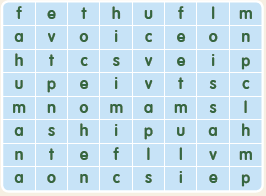 f e t h u f l m
a v o i c e o n
h t c s v e i p
u p e i v t s c
m n o m a m s l
a s h i p u a h
n t e f l l v m
a o n c s i e p